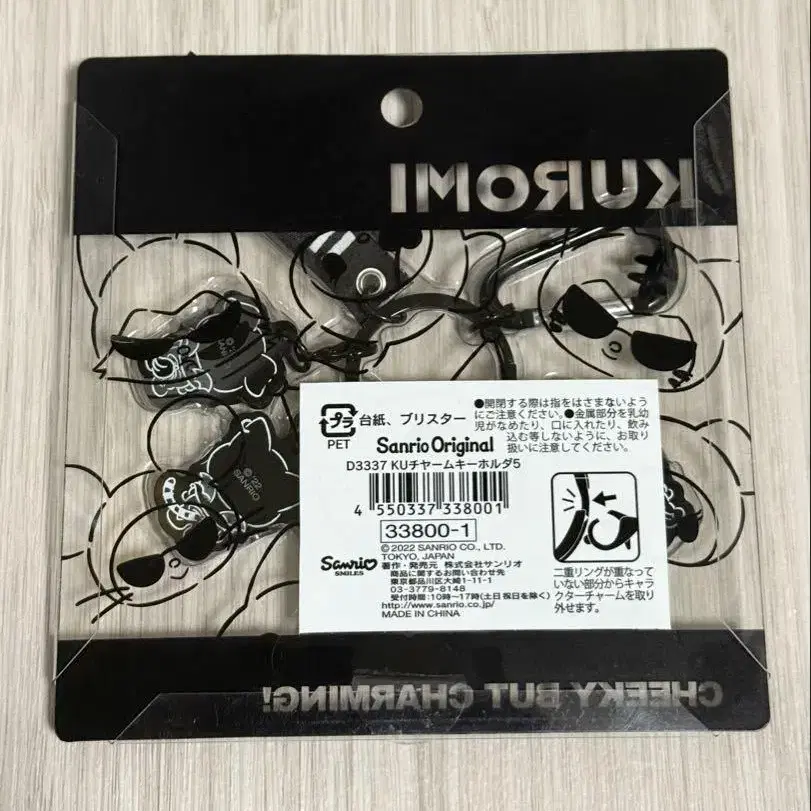 KUROMI
プラ
PET
台紙、ブリスター
Sanrio Original
D3337 KUチャームキーホルダ5
4 550337 338001
33800-1
© 2022 SANRIO CO., LTD.
TOKYO, JAPAN
著作・発売元 株式会社サンリオ
商品に関するお問い合わせ先
東京都品川区大崎1-11-1
03-3779-8148
受付時間:10時〜17時(土日祝日を除く)
http://www.sanrio.co.jp/
MADE IN CHINA
Sanrio
SMILES
●開閉する際は指をはさまないよう
にご注意ください。●金属部分を乳幼
児がなめたり、口に入れたり、飲み
込む等しないように、お取り
扱いに注意してください。
二重リングが重なって
いない部分からキャラ
クターチャームを取り
外せます。
© '22
SANRIO
CHEEKY BUT CHARMING!